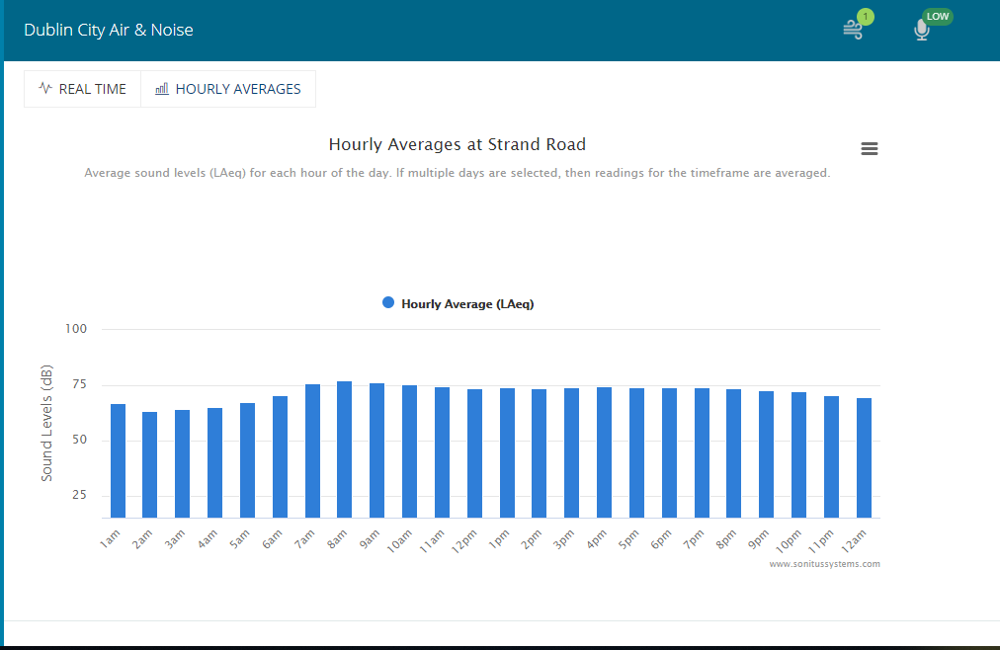 Dublin City Air & Noise
1
LOW
REAL TIME
HOURLY AVERAGES
Hourly Averages at Strand Road
Average sound levels (LAeq) for each hour of the day. If multiple days are selected, then readings for the timeframe are averaged.
Hourly Average (LAeq)
Sound Levels (dB)
100
75
50
25
1am 2am 3am 4am 5am 6am 7am 8am 9am 10am 11am 12pm 1pm 2pm 3pm 4pm 5pm 6pm 7pm 8pm 9pm 10pm 11pm 12am
www.sonitussystems.com